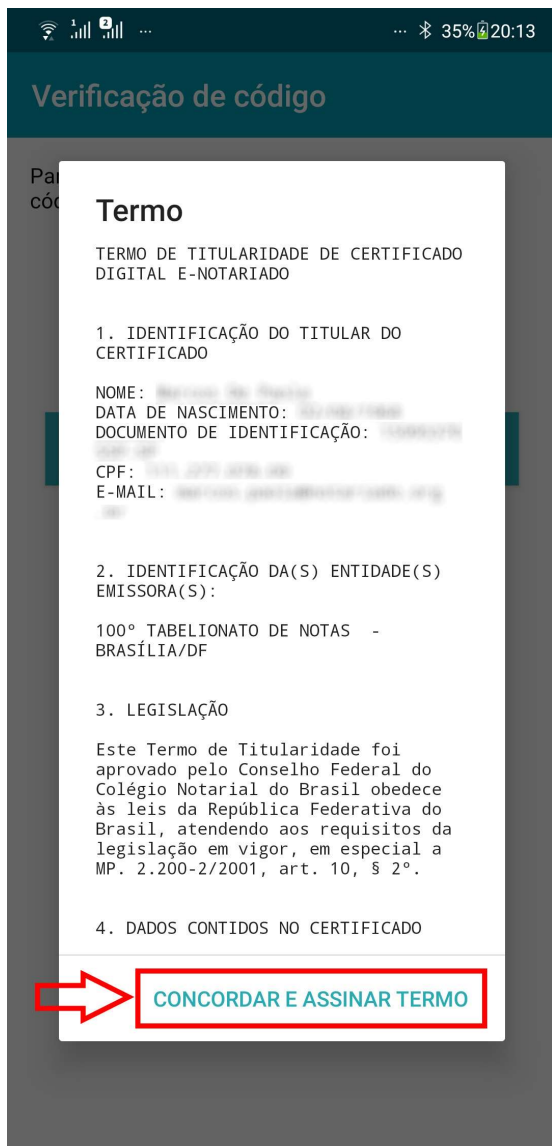 1 2 ... ... 35% 20:13
Verificação de código
Par
cód
Termo
TERMO DE TITULARIDADE DE CERTIFICADO
DIGITAL E-NOTARIADO
1. IDENTIFICAÇÃO DO TITULAR DO
CERTIFICADO
NOME:
DATA DE NASCIMENTO:
DOCUMENTO DE IDENTIFICAÇÃO:
CPF:
E-MAIL:
2. IDENTIFICAÇÃO DA(S) ENTIDADE(S)
EMISSORA(S):
100º TABELIONATO DE NOTAS -
BRASÍLIA/DF
3. LEGISLAÇÃO
Este Termo de Titularidade foi
aprovado pelo Conselho Federal do
Colégio Notarial do Brasil obedece
às leis da República Federativa do
Brasil, atendendo aos requisitos da
legislação em vigor, em especial a
MP. 2.200-2/2001, art. 10, § 2º.
4. DADOS CONTIDOS NO CERTIFICADO
CONCORDAR E ASSINAR TERMO